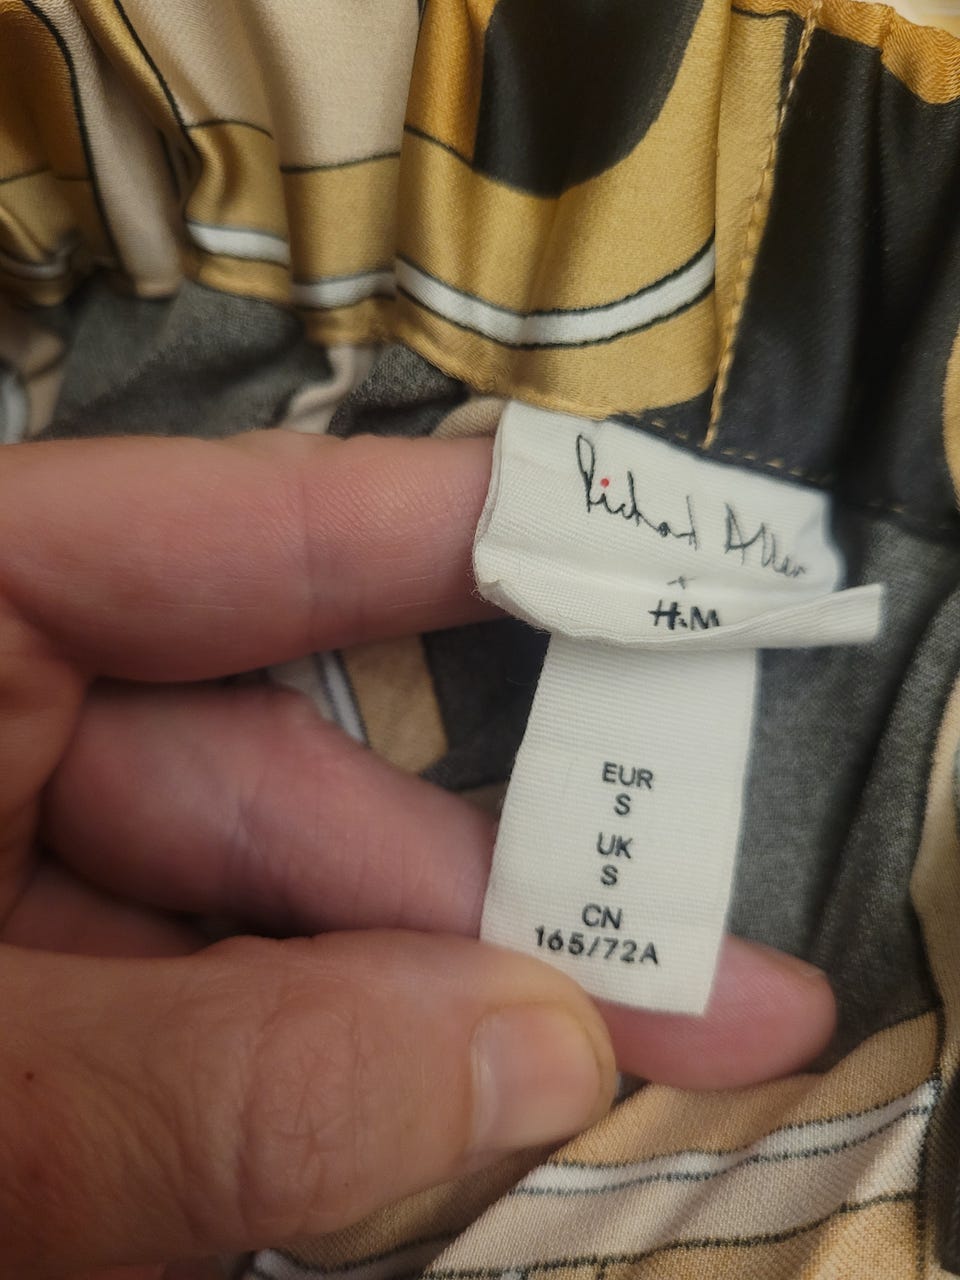 Richard Allan
x
H&M
EUR
S
UK
S
CN
165/72A